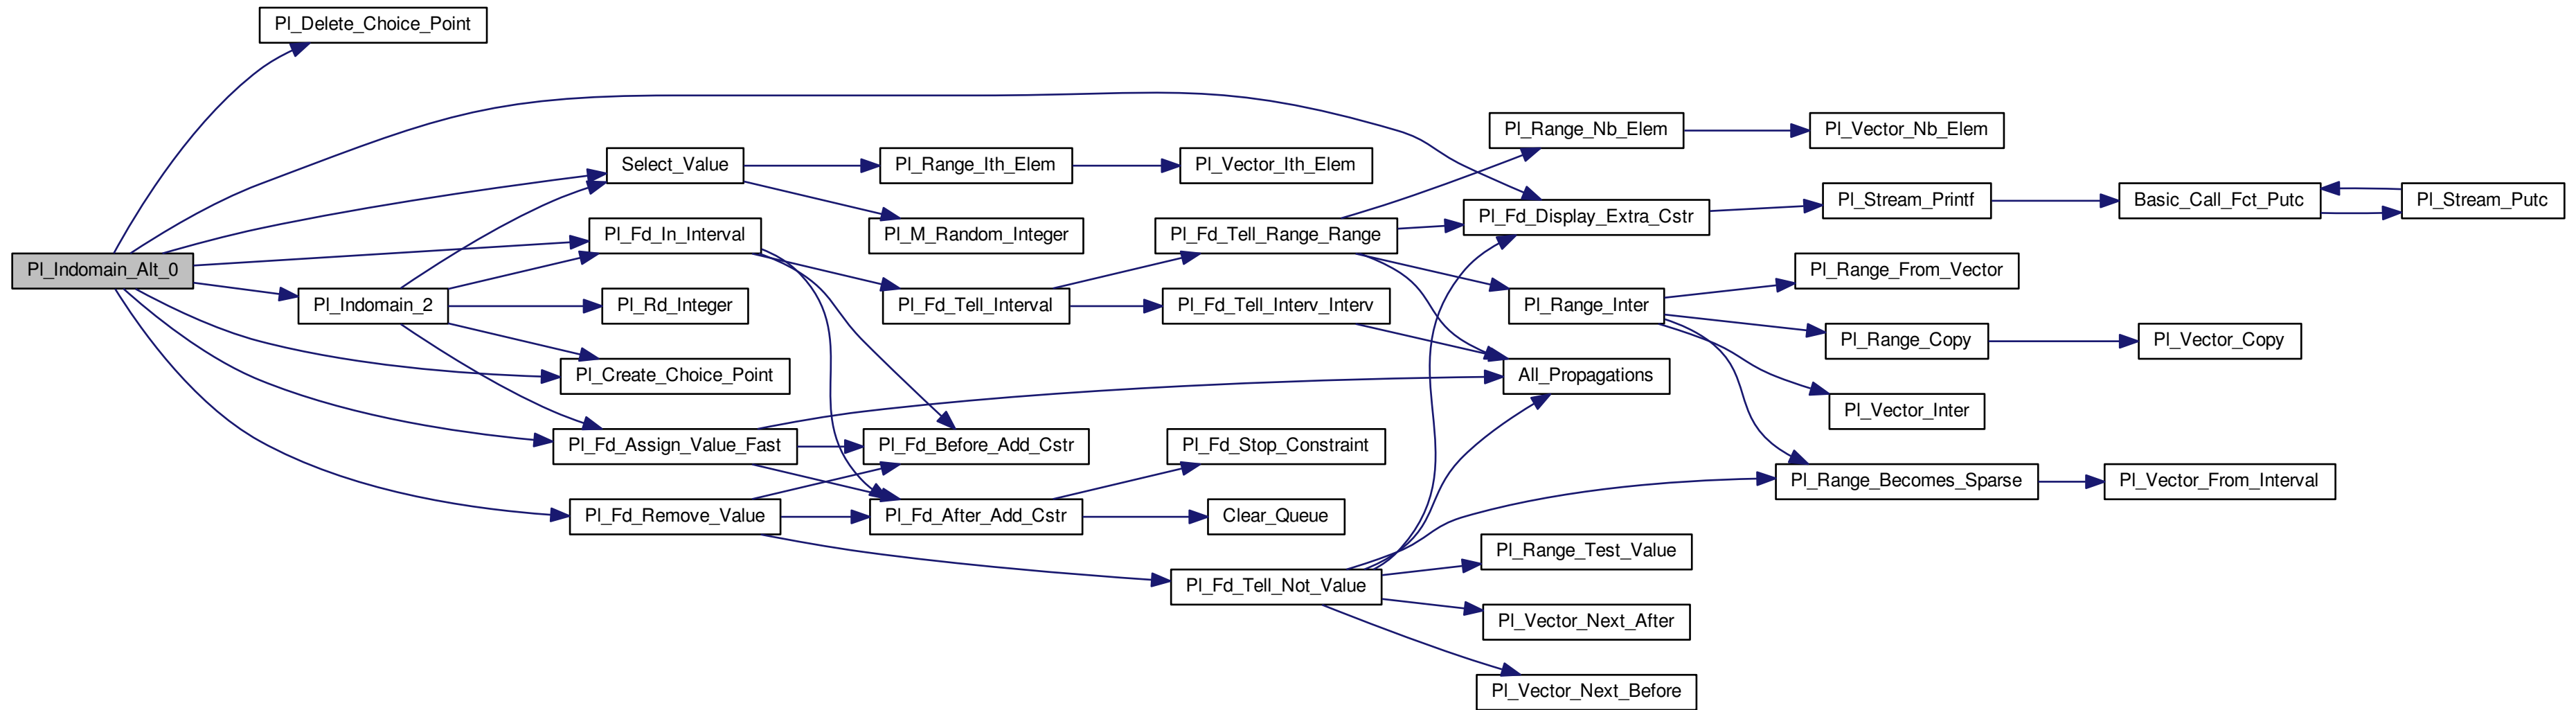 Pl_Delete_Choice_Point
Pl_Range_Nb_Elem
Pl_Vector_Nb_Elem
Select_Value
Pl_Range_Ith_Elem
Pl_Vector_Ith_Elem
Pl_Stream_Printf
Basic_Call_Fct_Putc
Pl_Stream_Putc
Pl_Fd_Display_Extra_Cstr
Pl_Fd_In_Interval
Pl_M_Random_Integer
Pl_Fd_Tell_Range_Range
Pl_Indomain_Alt_0
Pl_Range_From_Vector
Pl_Indomain_2
Pl_Rd_Integer
Pl_Fd_Tell_Interval
Pl_Fd_Tell_Interv_Interv
Pl_Range_Inter
Pl_Range_Copy
Pl_Vector_Copy
Pl_Create_Choice_Point
All_Propagations
Pl_Vector_Inter
Pl_Fd_Assign_Value_Fast
Pl_Fd_Before_Add_Cstr
Pl_Fd_Stop_Constraint
Pl_Range_Becomes_Sparse
Pl_Vector_From_Interval
Pl_Fd_Remove_Value
Pl_Fd_After_Add_Cstr
Clear_Queue
Pl_Range_Test_Value
Pl_Fd_Tell_Not_Value
Pl_Vector_Next_After
Pl_Vector_Next_Before